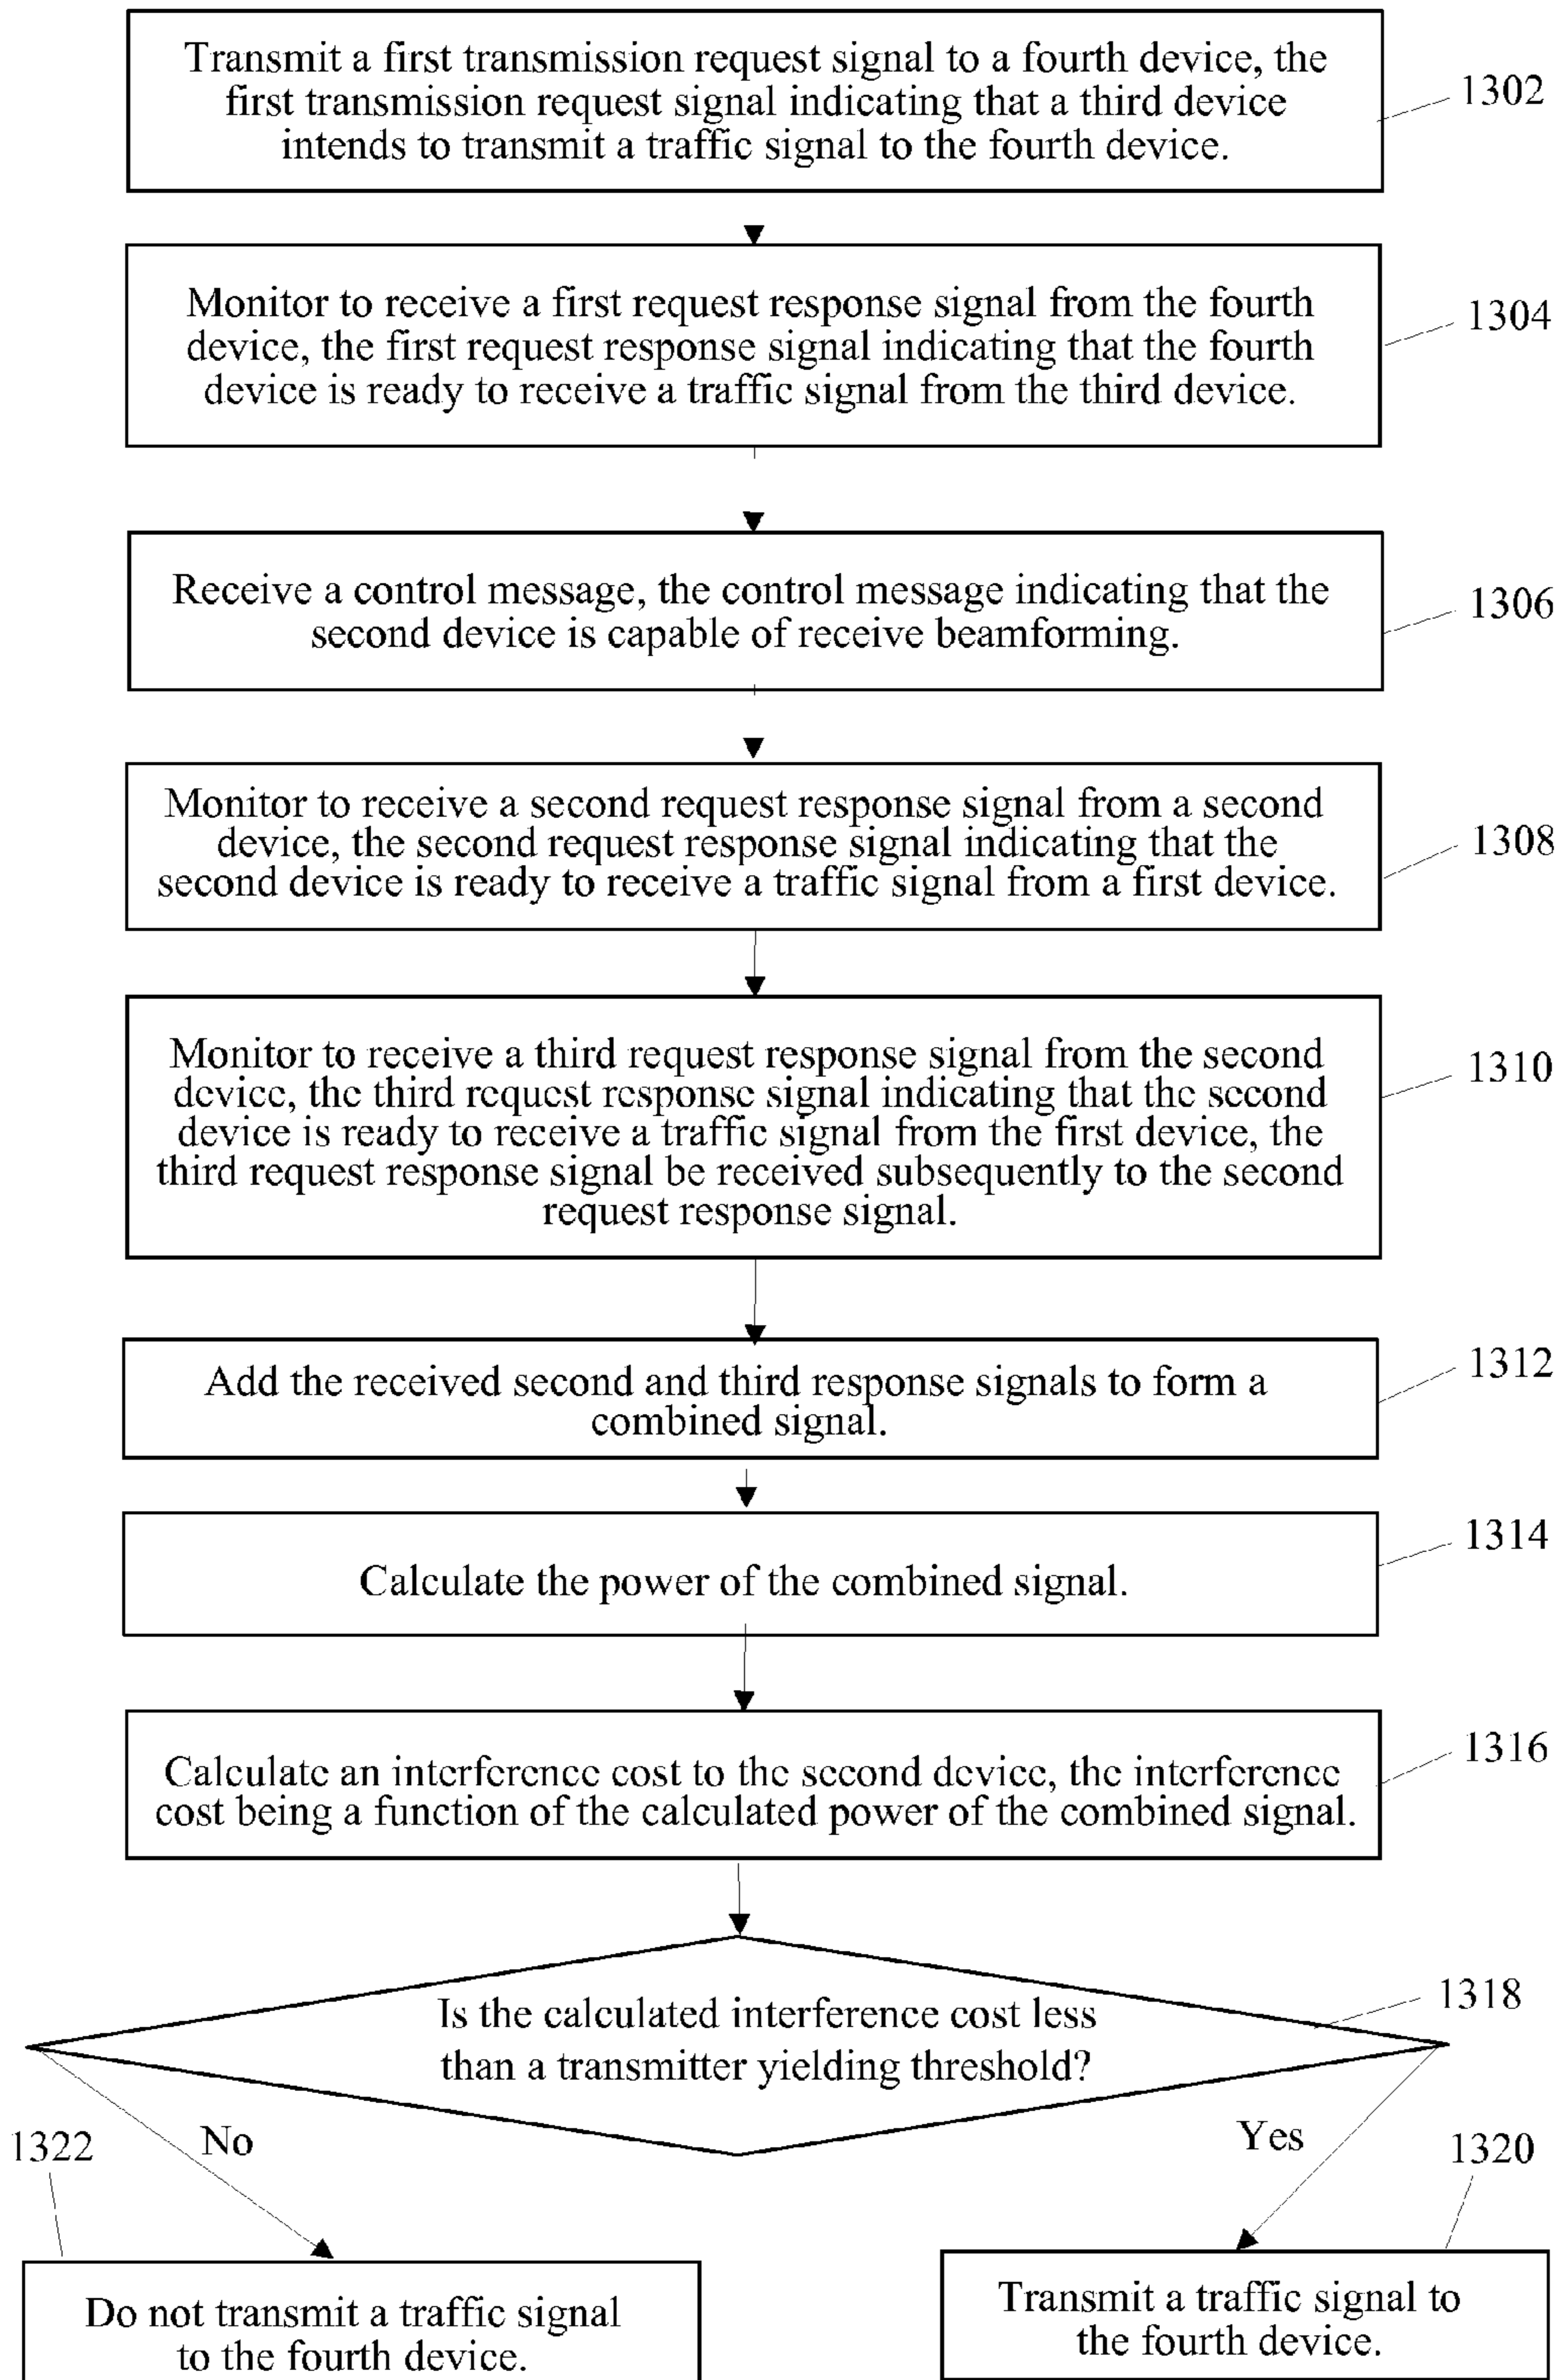 Transmit a first transmission request signal to a fourth device, the
first transmission request signal indicating that a third device
intends to transmit a traffic signal to the fourth device.
1302
Monitor to receive a first request response signal from the fourth
device, the first request response signal indicating that the fourth
device is ready to receive a traffic signal from the third device.
1304
Receive a control message, the control message indicating that the
second device is capable of receive beamforming.
1306
Monitor to receive a second request response signal from a second
device, the second request response signal indicating that the
second device is ready to receive a traffic signal from a first device.
1308
Monitor to receive a third request response signal from the second
device, the third request response signal indicating that the second
device is ready to receive a traffic signal from the first device, the
third request response signal be received subsequently to the second
request response signal.
1310
Add the received second and third response signals to form a
combined signal.
1312
Calculate the power of the combined signal.
1314
Calculate an interference cost to the second device, the interference
cost being a function of the calculated power of the combined signal.
1316
Is the calculated interference cost less
than a transmitter yielding threshold?
1318
No
Yes
1322
1320
Do not transmit a traffic signal
to the fourth device.
Transmit a traffic signal to
the fourth device.